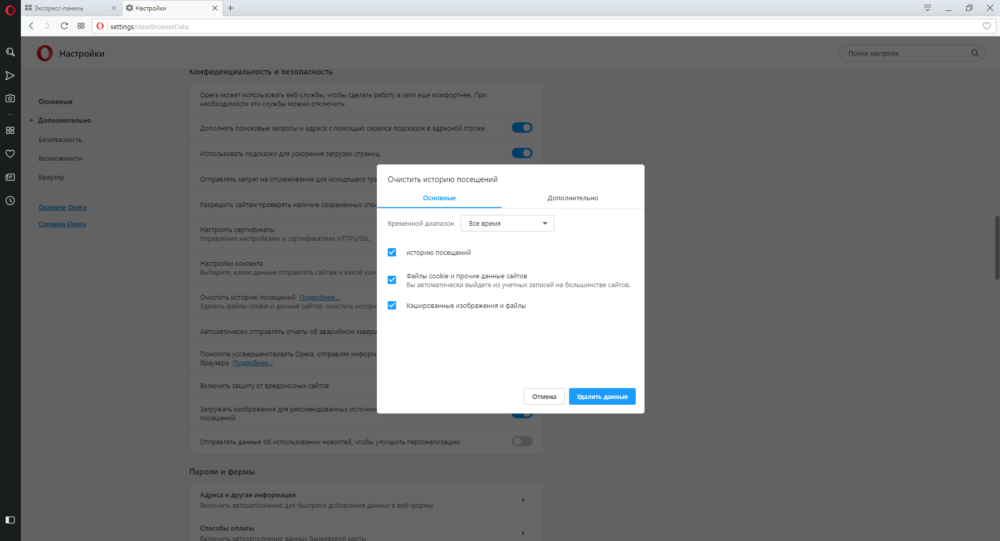 Экспресс-панель
Настройки
settings/clearBrowserData
Настройки
Поиск настроек
Основные
Дополнительно
Безопасность
Возможности
Браузер
Оцените Opera
Справка Opera
Конфиденциальность и безопасность
Opera может использовать веб-службы, чтобы сделать работу в сети еще комфортнее. При
необходимости эти службы можно отключить
Дополнять поисковые запросы и адреса с помощью сервиса подсказок в адресной строке
Использовать подсказки для ускорения загрузки страниц
Отправлять запрет на отслеживание для исходящего
Разрешить сайтам проверять наличие сохраненных
Настроить сертификаты
Управление настройками и сертификатами HTTPS/SSL
Настройки контента
Выберите, какие данные отправлять сайтам и какой
Очистить историю посещений Подробнее...
Удалить файлы cookie и данные сайтов, очистить
Автоматически отправлять отчеты об аварийном
Помогите усовершенствовать Opera, отправляя
браузера Подробнее...
Включить защиту от вредоносных сайтов
Загружать изображения для рекомендованных
посещений
Отправлять данные об использовании новостей, чтобы улучшить персонализацию
Пароли и формы
Адреса и другая информация
Включить автозаполнение для быстрого добавления данных в веб-формы
Способы оплаты
Включить автозаполнение данных банковской карты
Очистить историю посещений
Основные
Дополнительно
Временной диапазон
Все время
историю посещений
Файлы cookie и прочие данные сайтов
Вы автоматически выйдете из учетных записей на большинстве сайтов.
Кэшированные изображения и файлы
Отмена
Удалить данные